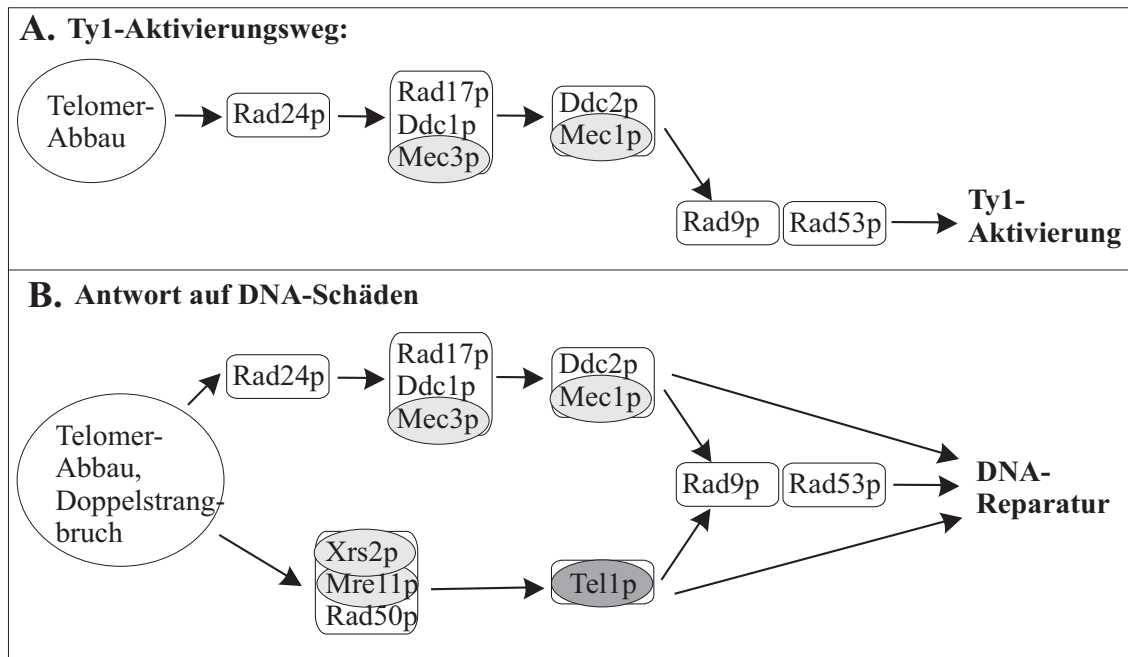 A. Ty1-Aktivierungsweg:
Telomer-
Abbau
Rad24p
Rad17p
Ddc1p
Mec3p
Ddc2p
Mec1p
Rad9p
Rad53p
Ty1-
Aktivierung
B. Antwort auf DNA-Schäden
Telomer-
Abbau,
Doppelstrang-
bruch
Rad24p
Rad17p
Ddc1p
Mec3p
Ddc2p
Mec1p
Xrs2p
Mre11p
Rad50p
Tel1p
Rad9p
Rad53p
DNA-
Reparatur